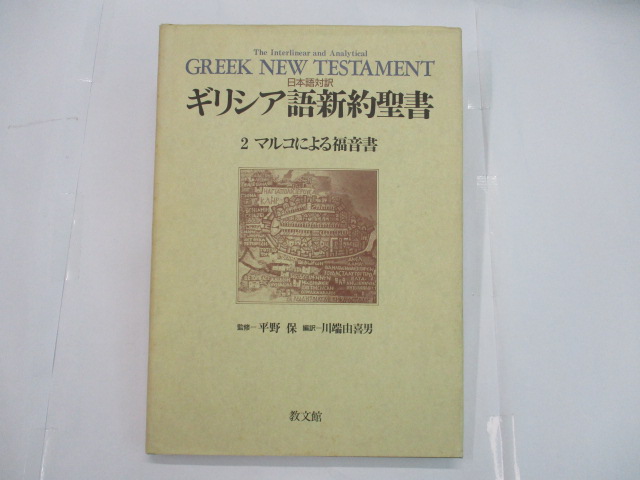 The Interlinear and Analytical
GREEK NEW TESTAMENT
日本語対訳
ギリシア語新約聖書
2 マルコによる福音書
監修—平野 保 編訳—川端由喜男
教文館